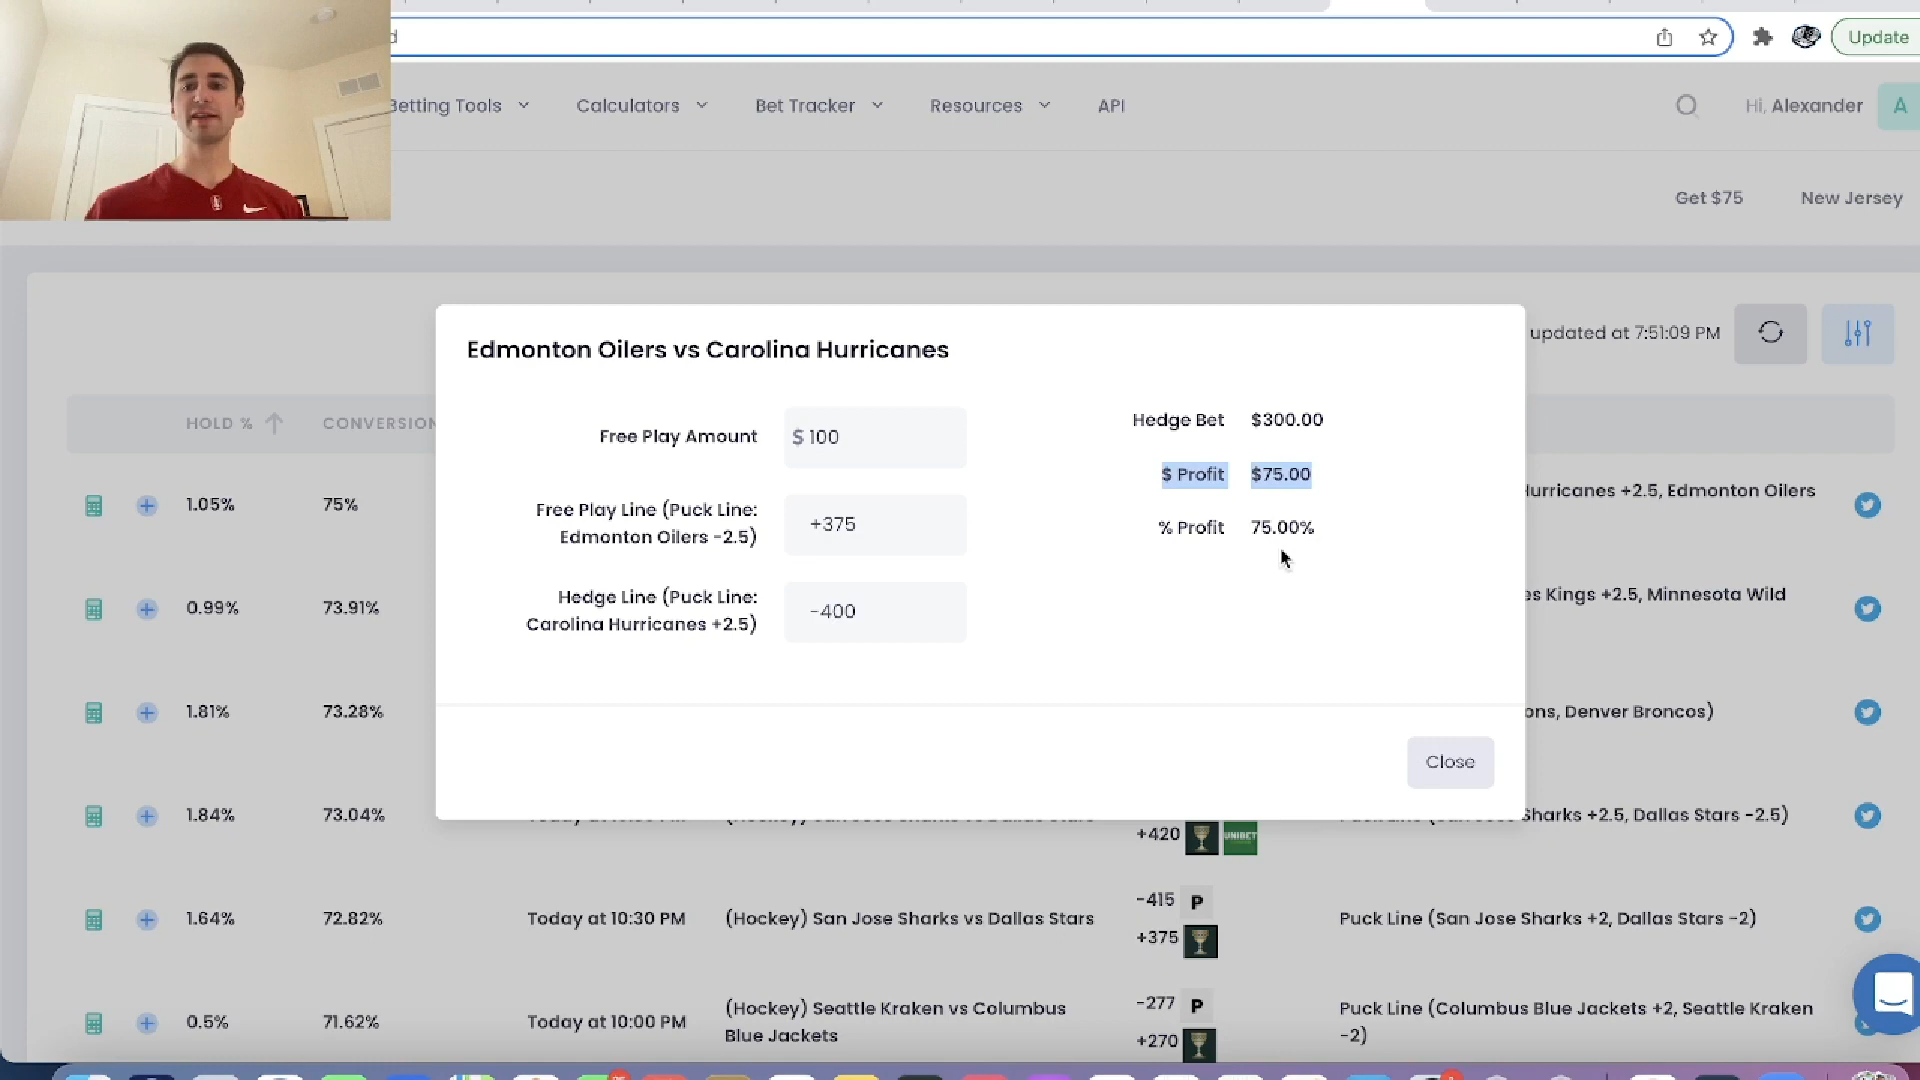 d
Update
Betting Tools
Calculators
Bet Tracker
Resources
API
Hi, Alexander
A
Get $75
New Jersey
updated at 7:51:09 PM
Edmonton Oilers vs Carolina Hurricanes
Free Play Amount
$ 100
Free Play Line (Puck Line:
Edmonton Oilers -2.5)
+375
Hedge Line (Puck Line:
Carolina Hurricanes +2.5)
-400
Hedge Bet $300.00
$ Profit $75.00
% Profit 75.00%
Close
HOLD %
CONVERSION
1.05%
75%
Hurricanes +2.5, Edmonton Oilers
0.99%
73.91%
es Kings +2.5, Minnesota Wild
1.81%
73.28%
ons, Denver Broncos)
1.84%
73.04%
+420
UNIBET
Sharks +2.5, Dallas Stars -2.5)
1.64%
72.82%
Today at 10:30 PM
(Hockey) San Jose Sharks vs Dallas Stars
-415 P
+375
Puck Line (San Jose Sharks +2, Dallas Stars -2)
0.5%
71.62%
Today at 10:00 PM
(Hockey) Seattle Kraken vs Columbus
Blue Jackets
-277 P
+270
Puck Line (Columbus Blue Jackets +2, Seattle Kraken
-2)